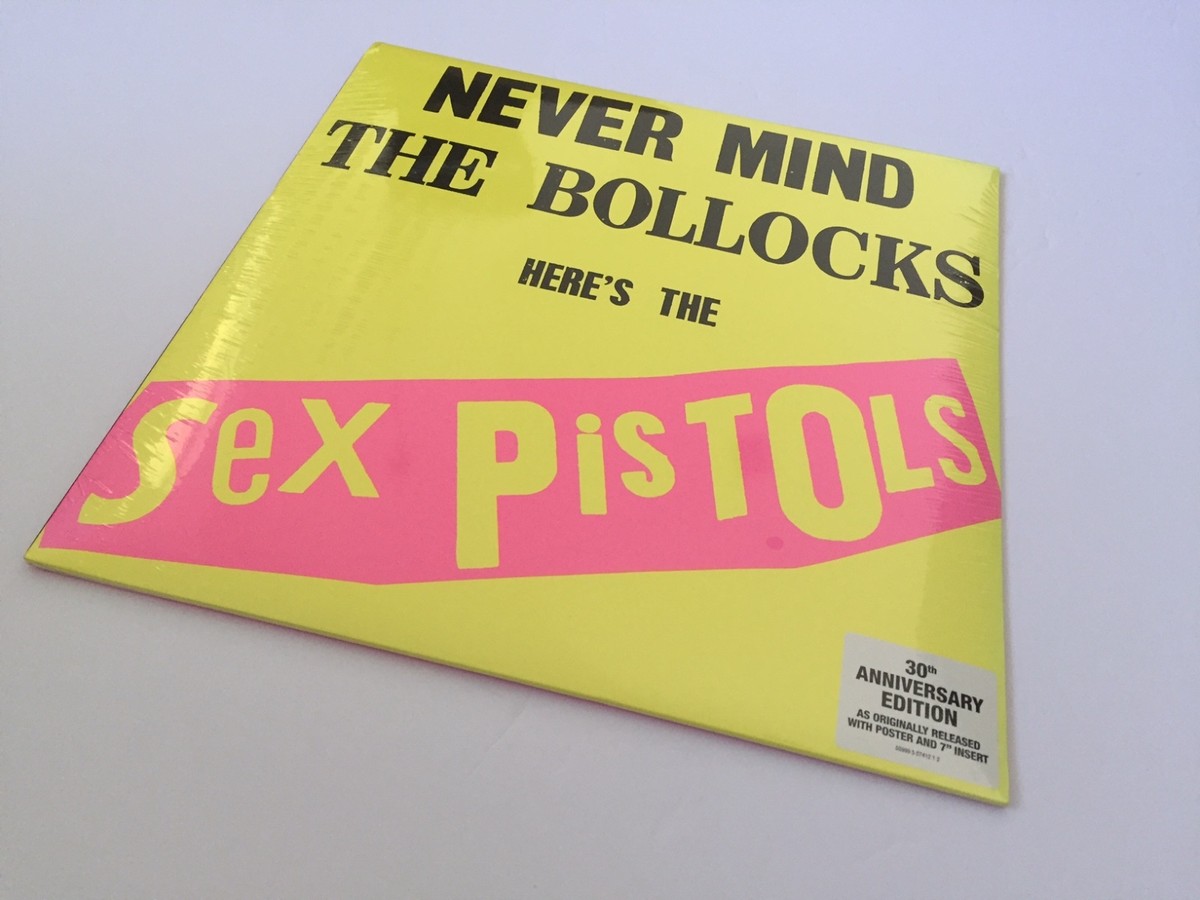 NEVER MIND
THE BOLLOCKS
HERE'S THE
Sex PisTOLs
30th
ANNIVERSARY
EDITION
AS ORIGINALLY RELEASED
WITH POSTER AND 7" INSERT